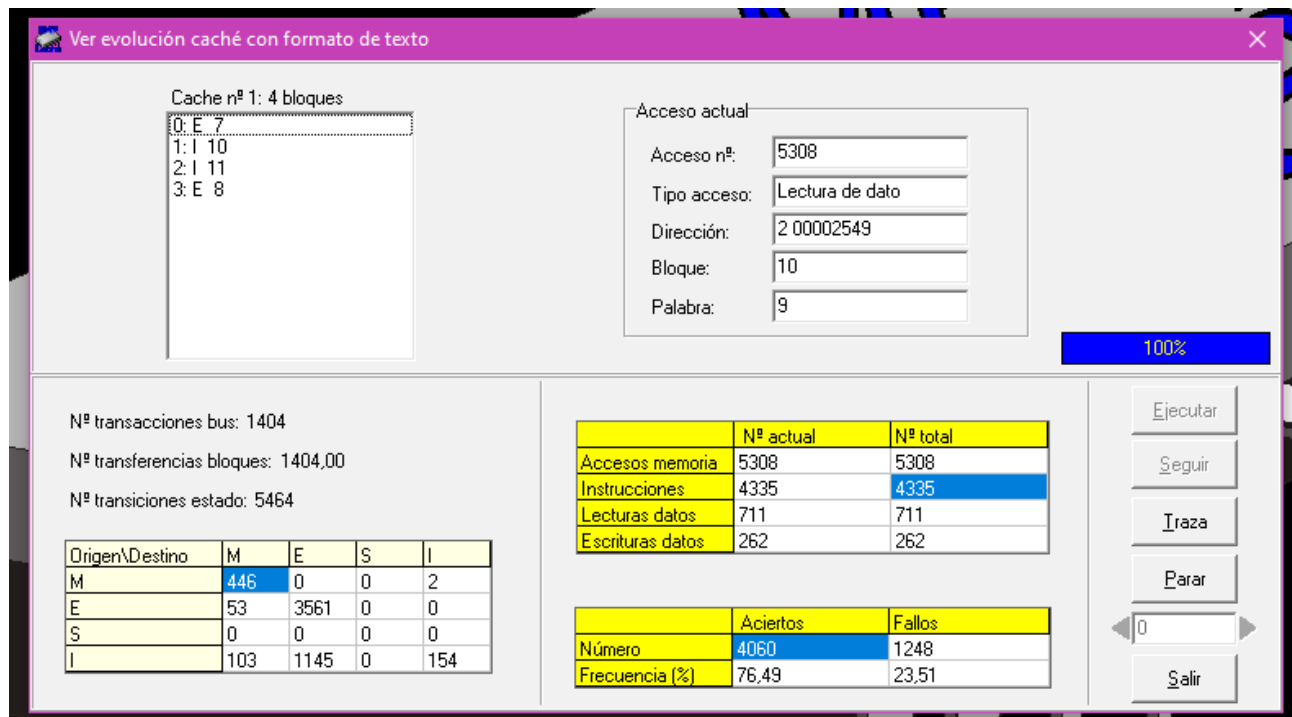 Ver evolución caché con formato de texto
Cache nº 1: 4 bloques
0: E 7
1: I 10
2: I 11
3: E 8
Acceso actual
Acceso nº: 5308
Tipo acceso: Lectura de dato
Dirección: 2 00002549
Bloque: 10
Palabra: 9
100%
Nº transacciones bus: 1404
Nº transferencias bloques: 1404,00
Nº transiciones estado: 5464
Origen\Destino M E S I
M 446 0 0 2
E 53 3561 0 0
S 0 0 0 0
I 103 1145 0 154
Nº actual Nº total
Accesos memoria 5308 5308
Instrucciones 4335 4335
Lecturas datos 711 711
Escrituras datos 262 262
Aciertos Fallos
Número 4060 1248
Frecuencia (%) 76,49 23,51
Ejecutar
Seguir
Traza
Parar
0
Salir